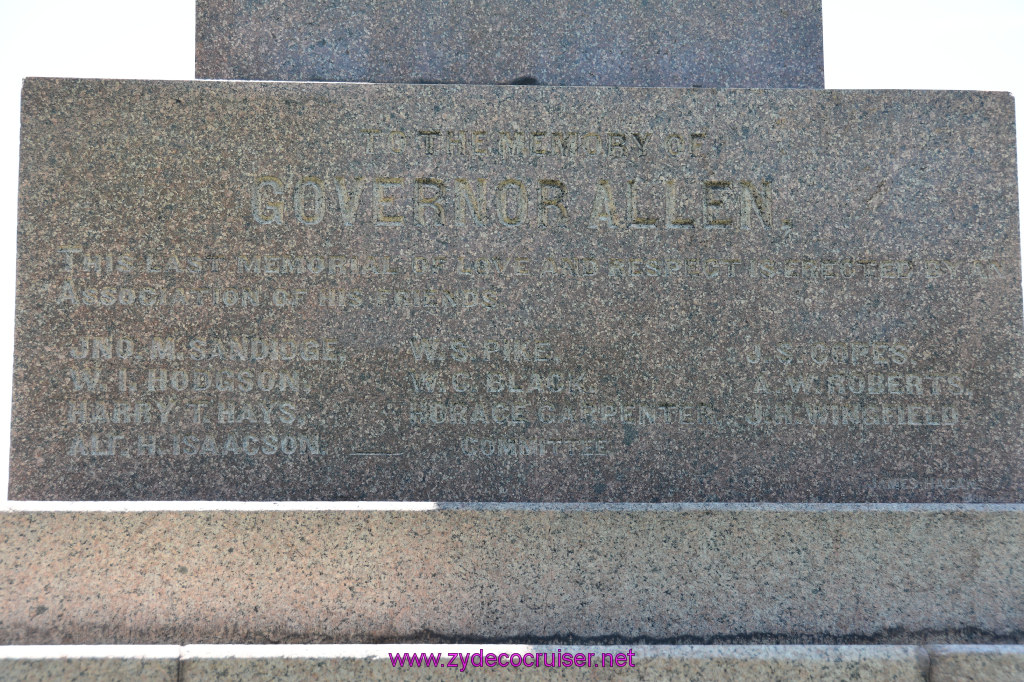 TO THE MEMORY OF
GOVERNOR ALLEN.
THIS LAST MEMORIAL OF LOVE AND RESPECT IS ERECTED BY AN
ASSOCIATION OF HIS FRIENDS
JNO. M. SANDIDGE, W. S. PIKE, J. S. COPES,
W. I. HODGSON, W. G. BLACK, A. W. ROBERTS,
HARRY T. HAYS, HORACE CARPENTER, J. H. WINGFIELD
ALF. H. ISAACSON. COMMITTEE.
www.zydecocruiser.net